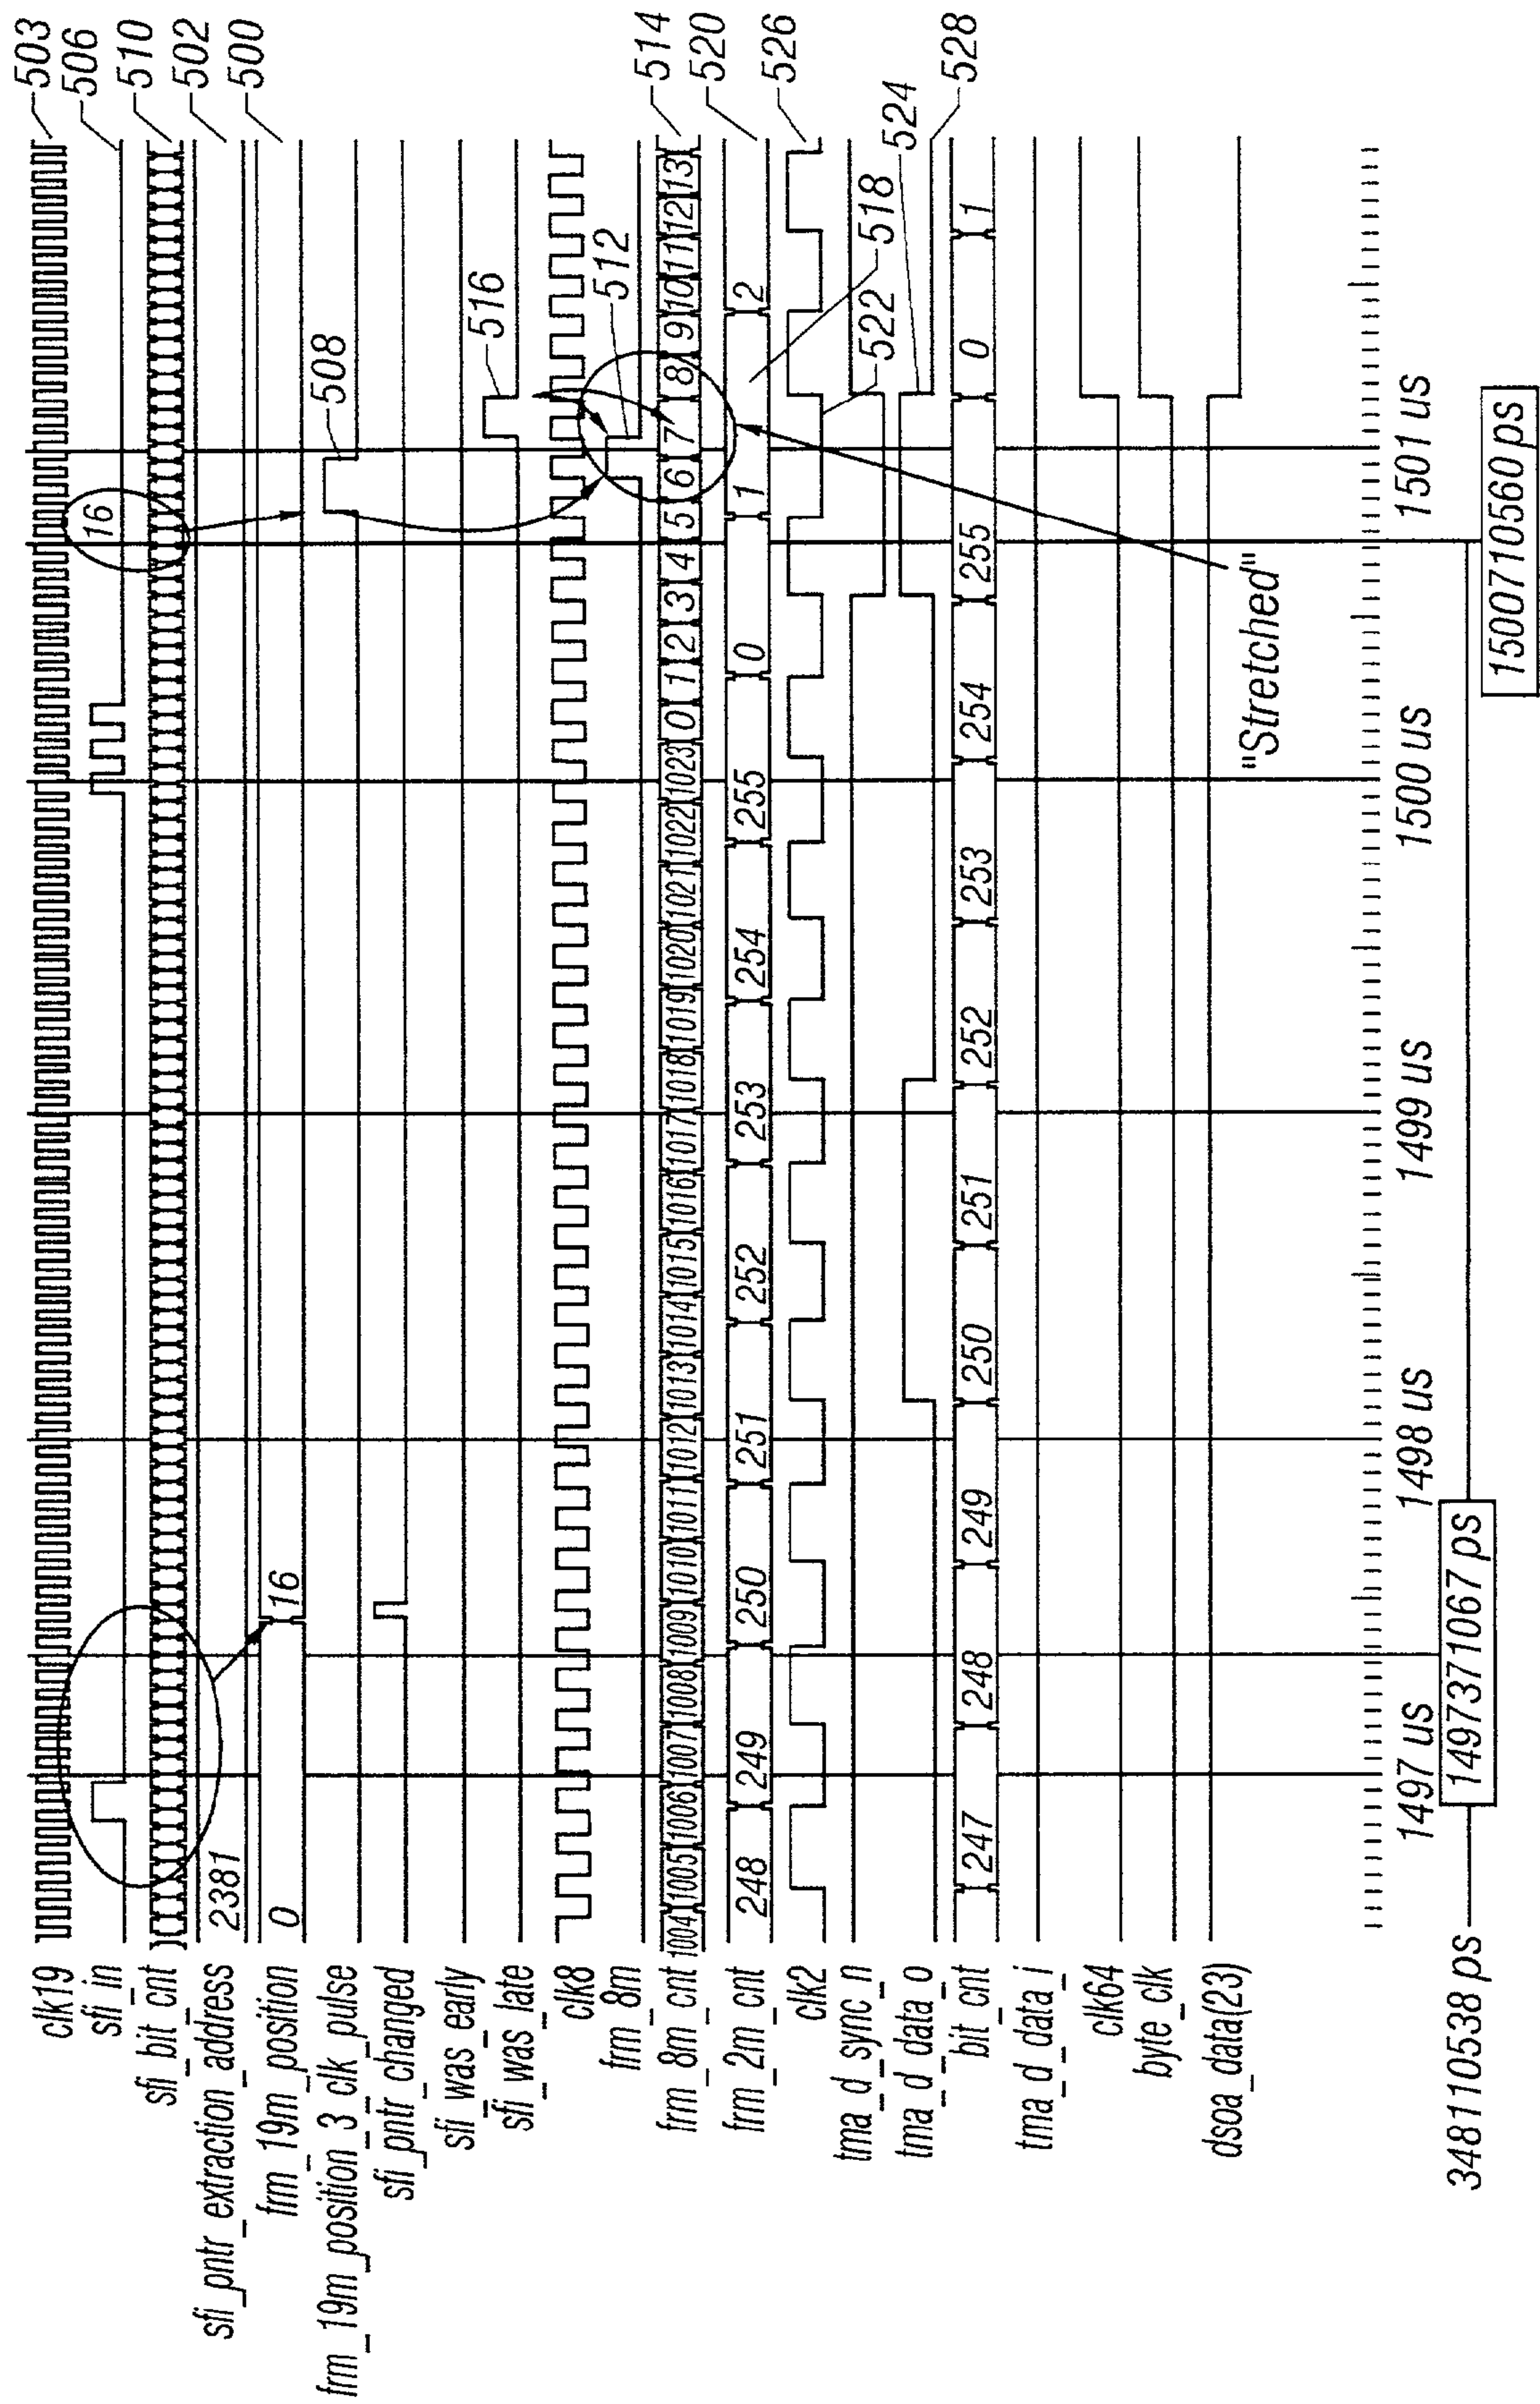 clk19
sfi_in
16
sfi_bit_cnt
sfi_pntr_extraction_address 2381
frm_19m_position 0 16
frm_19m_position_3_clk_pulse
sfi_pntr_changed
sfi_was_early
sfi_was_late
clk8
frm_8m
frm_8m_cnt 1004 1005 1006 1007 1008 1009 1010 1011 1012 1013 1014 1015 1016 1017 1018 1019 1020 1021 1022 1023 0 1 2 3 4 5 6 7 8 9 10 11 12 13
frm_2m_cnt 248 249 250 251 252 253 254 255 0 1 2
clk2
tma_d_sync_n
tma_d_data_o
bit_cnt 247 248 249 250 251 252 253 254 255 0 1
tma_d_data_i
clk64
byte_clk
dsoa_data(23)
503
506
510
502
500
508
516
512
514
520
526
522
518
524
528
"Stretched"
1497 us 1498 us 1499 us 1500 us 1501 us
348110538 ps
1497371067 ps
1500710560 ps